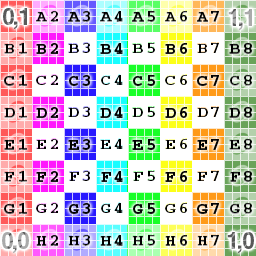 0,1 A2 A3 A4 A5 A6 A7 1,1
B1 B2 B3 B4 B5 B6 B7 B8
C1 C2 C3 C4 C5 C6 C7 C8
D1 D2 D3 D4 D5 D6 D7 D8
E1 E2 E3 E4 E5 E6 E7 E8
F1 F2 F3 F4 F5 F6 F7 F8
G1 G2 G3 G4 G5 G6 G7 G8
0,0 H2 H3 H4 H5 H6 H7 1,0